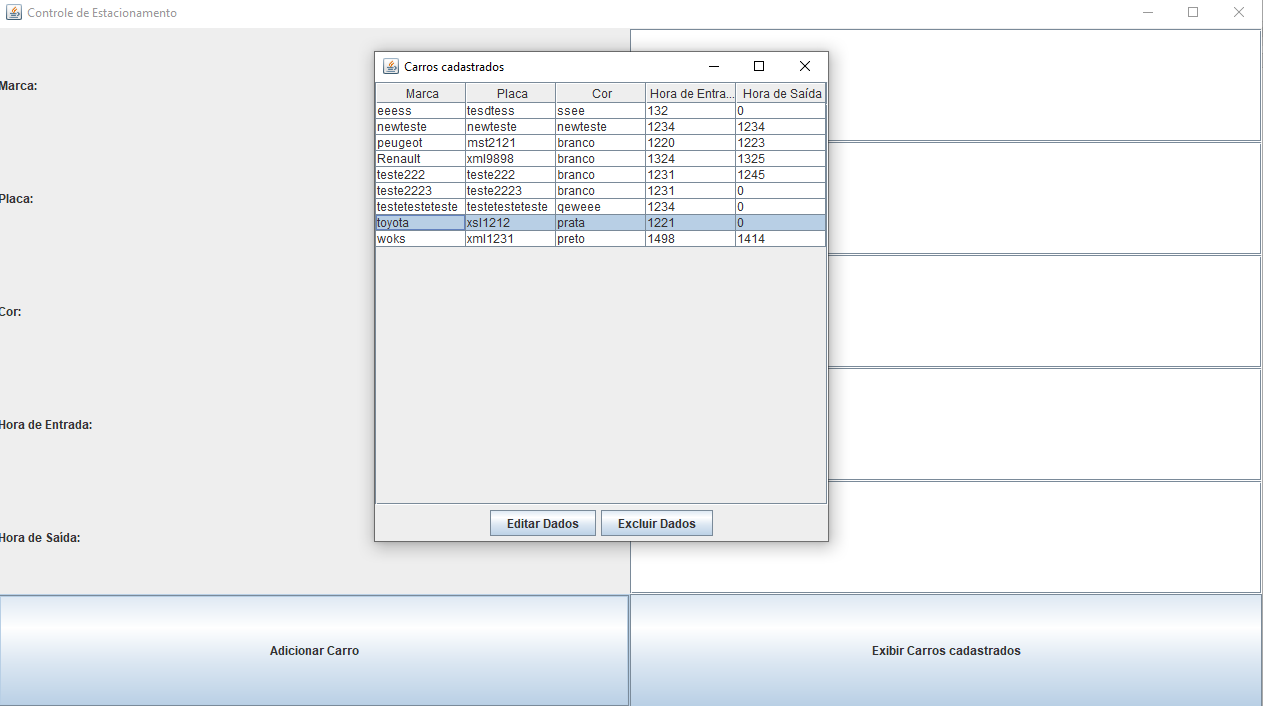 Controle de Estacionamento
Marca:
Placa:
Cor:
Hora de Entrada:
Hora de Saída:
Carros cadastrados
Marca Placa Cor Hora de Entra... Hora de Saída
eeess tesdtess ssee 132 0
newteste newteste newteste 1234 1234
peugeot mst2121 branco 1220 1223
Renault xml9898 branco 1324 1325
teste222 teste222 branco 1231 1245
teste2223 teste2223 branco 1231 0
testetesteteste testetesteteste qeweee 1234 0
toyota xsl1212 prata 1221 0
woks xml1231 preto 1498 1414
Editar Dados Excluir Dados
Adicionar Carro Exibir Carros cadastrados